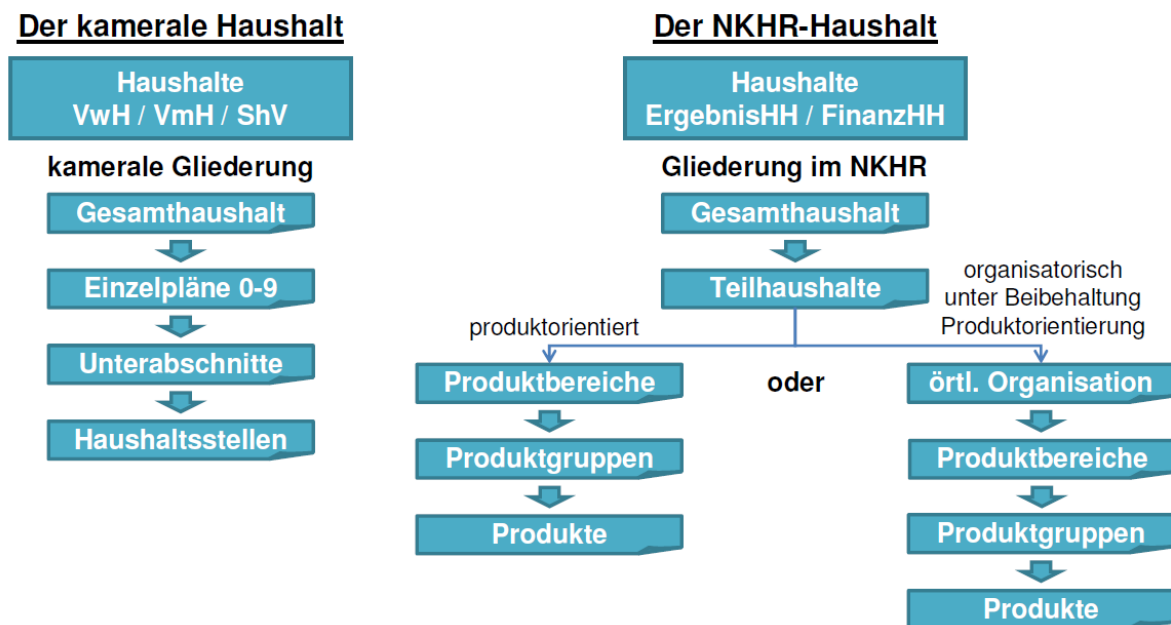 Der kamerale Haushalt
Haushalte
VwH / VmH / ShV
kamerale Gliederung
Gesamthaushalt
Einzelpläne 0-9
Unterabschnitte
Haushaltsstellen
Der NKHR-Haushalt
Haushalte
ErgebnisHH / FinanzHH
Gliederung im NKHR
Gesamthaushalt
Teilhaushalte
organisatorisch
unter Beibehaltung
Produktorientierung
produktorientiert
Produktbereiche
oder
örtl. Organisation
Produktgruppen
Produkte
Produktbereiche
Produktgruppen
Produkte